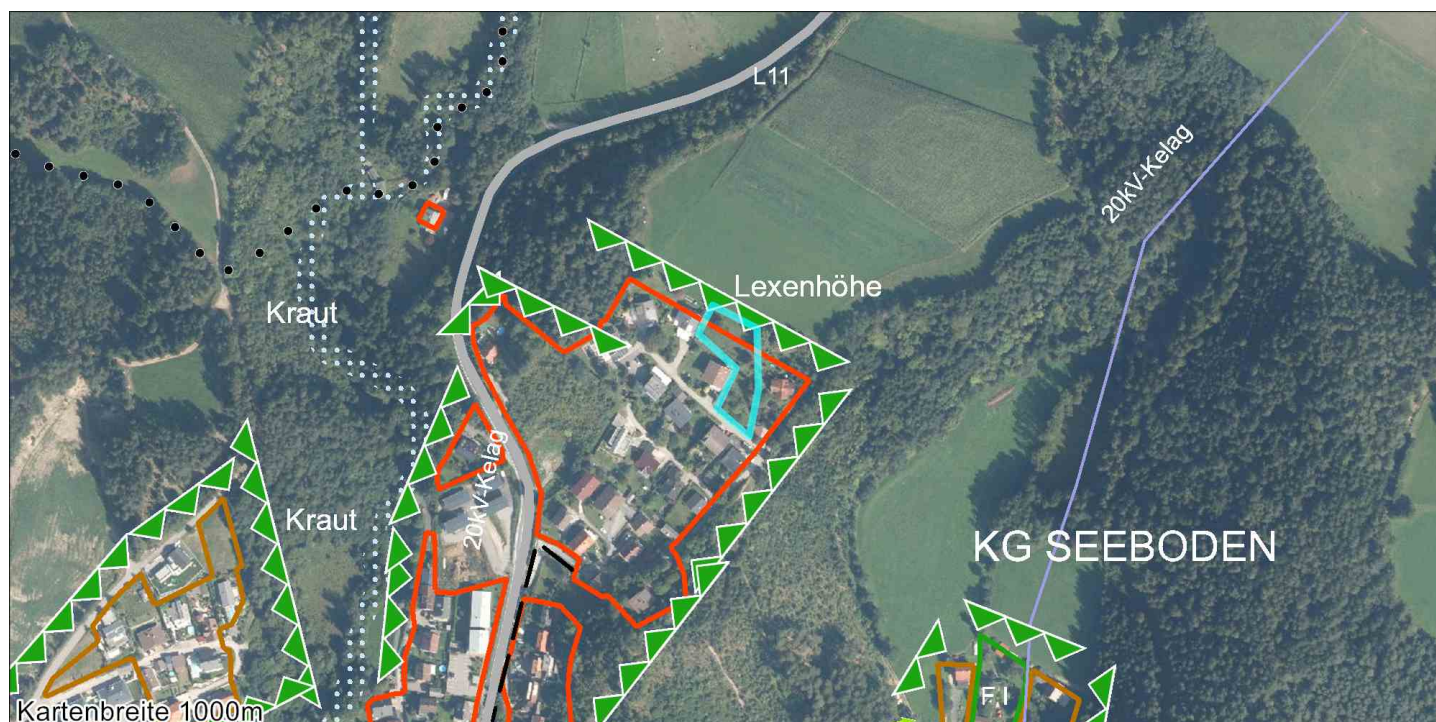 L11
20kV-Kelag
Lexenhöhe
Kraut
20kV-Kelag
Kraut
KG SEEBODEN
F I
Kartenbreite 1000m